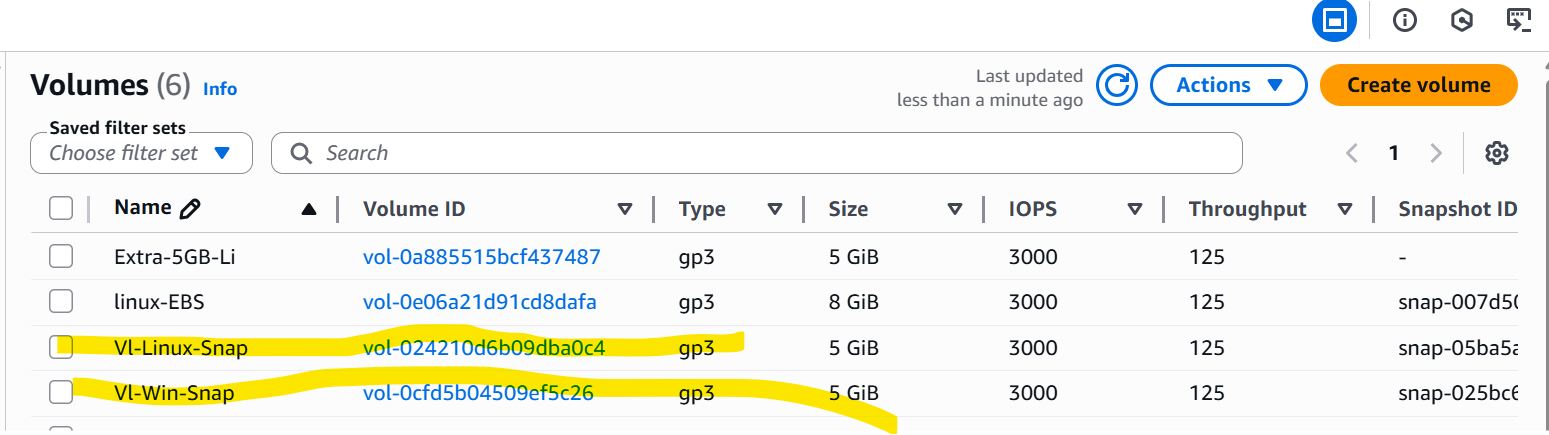 Volumes (6) Info
Last updated
less than a minute ago
Actions
Create volume
Saved filter sets
Choose filter set
Search
1
Name Volume ID Type Size IOPS Throughput Snapshot ID
Extra-5GB-Li vol-0a885515bcf437487 gp3 5 GiB 3000 125 -
linux-EBS vol-0e06a21d91cd8dafa gp3 8 GiB 3000 125 snap-007d50
Vl-Linux-Snap vol-024210d6b09dba0c4 gp3 5 GiB 3000 125 snap-05ba5a
Vl-Win-Snap vol-0cfd5b04509ef5c26 gp3 5 GiB 3000 125 snap-025bc6